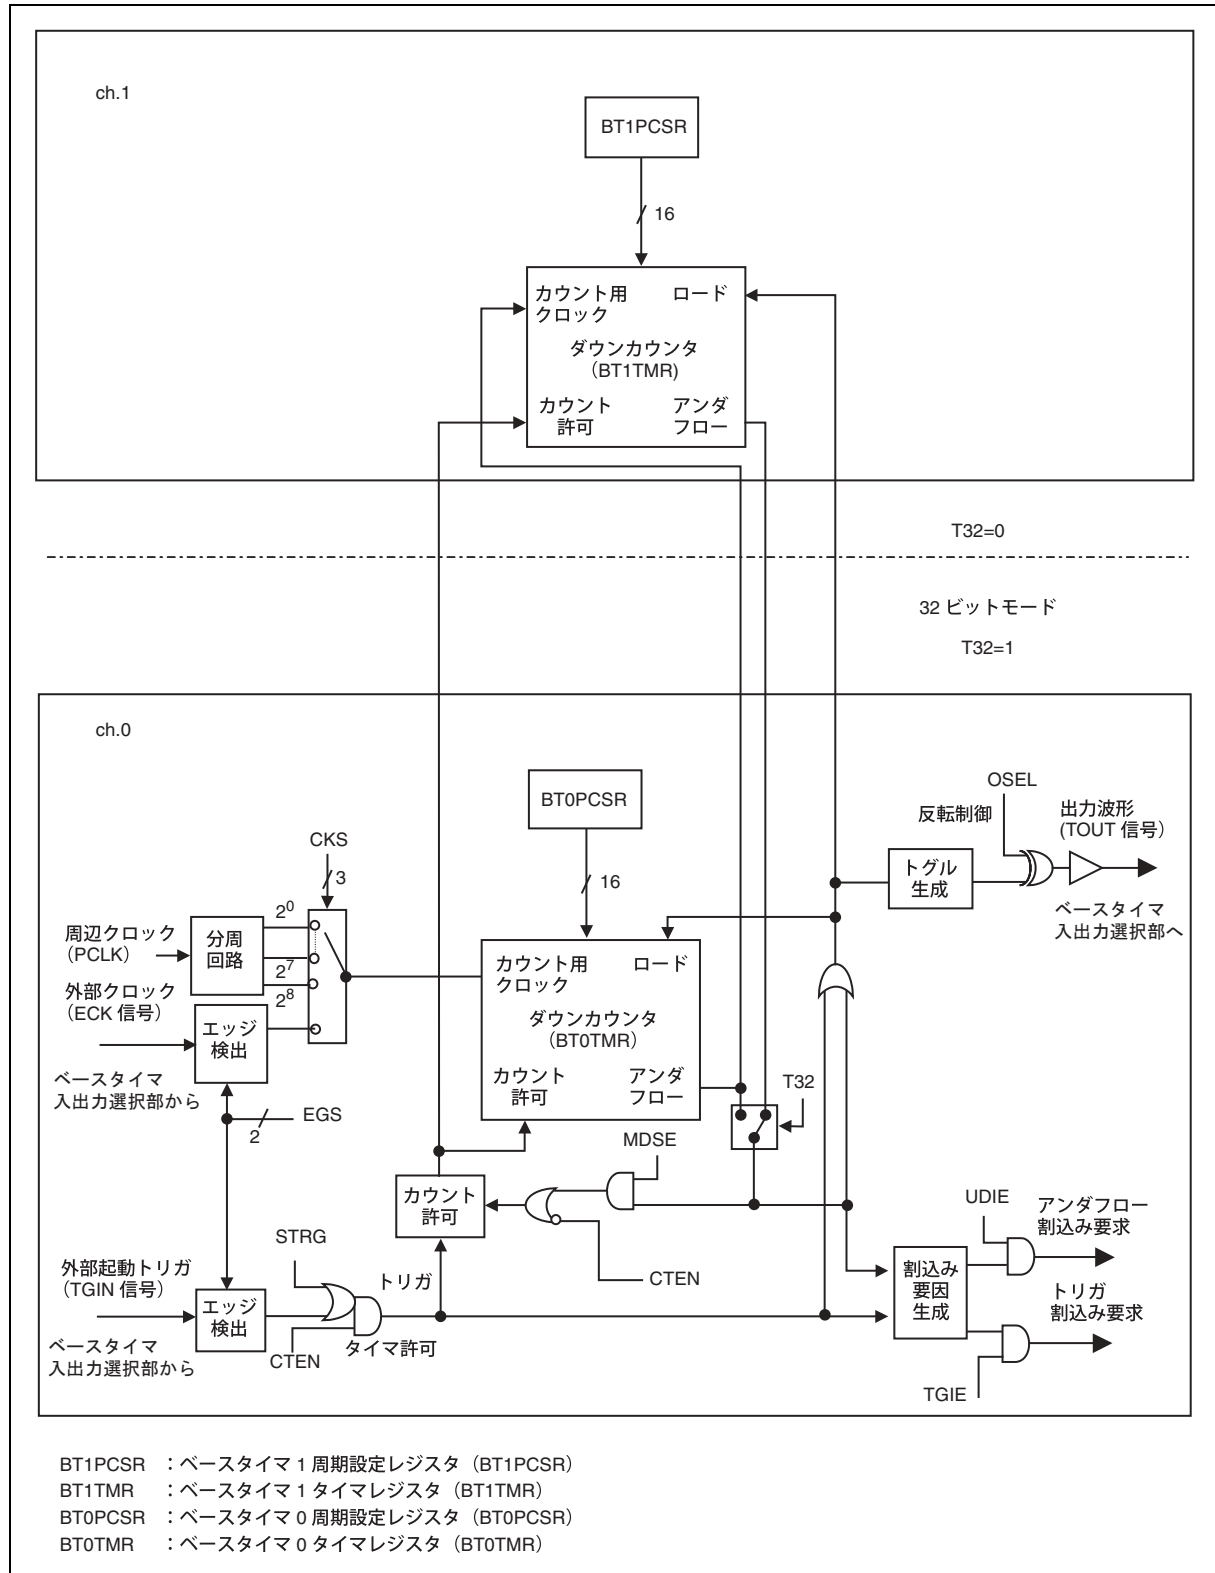 ch.1
BT1PCSR
16
カウント用
クロック
ロード
ダウンカウンタ
(BT1TMR)
カウント
許可
アンダ
フロー
T32=0
32 ビットモード
T32=1
ch.0
BT0PCSR
16
OSEL
反転制御
出力波形
(TOUT 信号)
トグル
生成
ベースタイマ
入出力選択部へ
CKS
3
2⁰
2⁷
2⁸
周辺クロック
(PCLK)
分周
回路
外部クロック
(ECK 信号)
エッジ
検出
ベースタイマ
入出力選択部から
2
EGS
カウント用
クロック
ロード
ダウンカウンタ
(BT0TMR)
カウント
許可
アンダ
フロー
T32
MDSE
カウント
許可
CTEN
STRG
トリガ
外部起動トリガ
(TGIN 信号)
エッジ
検出
CTEN
タイマ許可
ベースタイマ
入出力選択部から
UDIE
アンダフロー
割込み要求
割込み
要因
生成
トリガ
割込み要求
TGIE
BT1PCSR :ベースタイマ 1 周期設定レジスタ (BT1PCSR)
BT1TMR :ベースタイマ 1 タイマレジスタ (BT1TMR)
BT0PCSR :ベースタイマ 0 周期設定レジスタ (BT0PCSR)
BT0TMR :ベースタイマ 0 タイマレジスタ (BT0TMR)